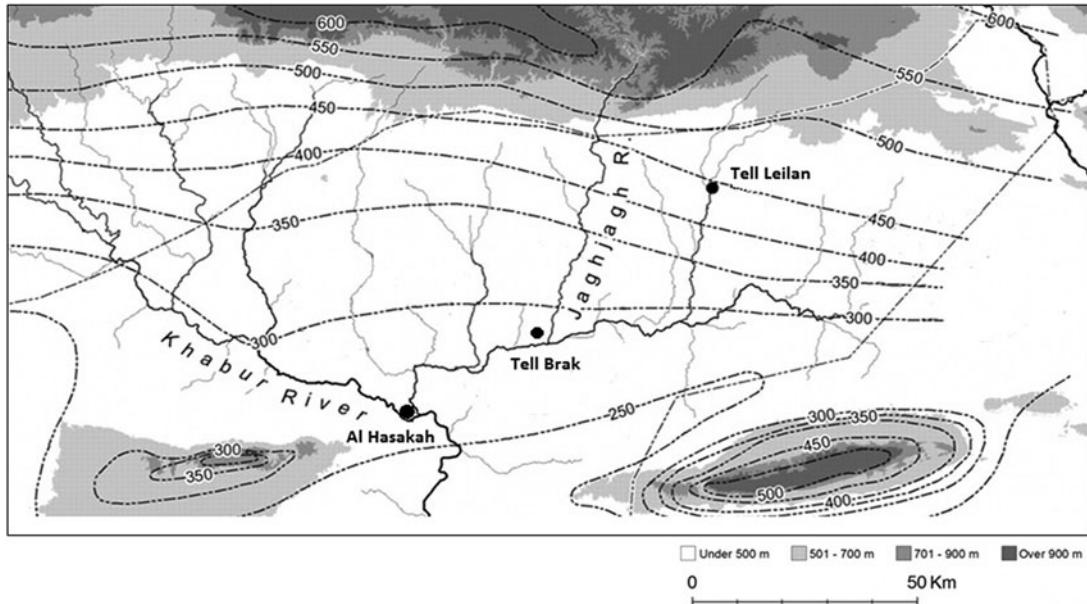 600
600
550
550
500
450
500
400
Jaghjagh R.
Tell Leilan
350
450
400
350
300
300
Khabur River
Tell Brak
250
Al Hasakah
300
350
300
450
350
500
400
Under 500 m
501 - 700 m
701 - 900 m
Over 900 m
0
50 Km